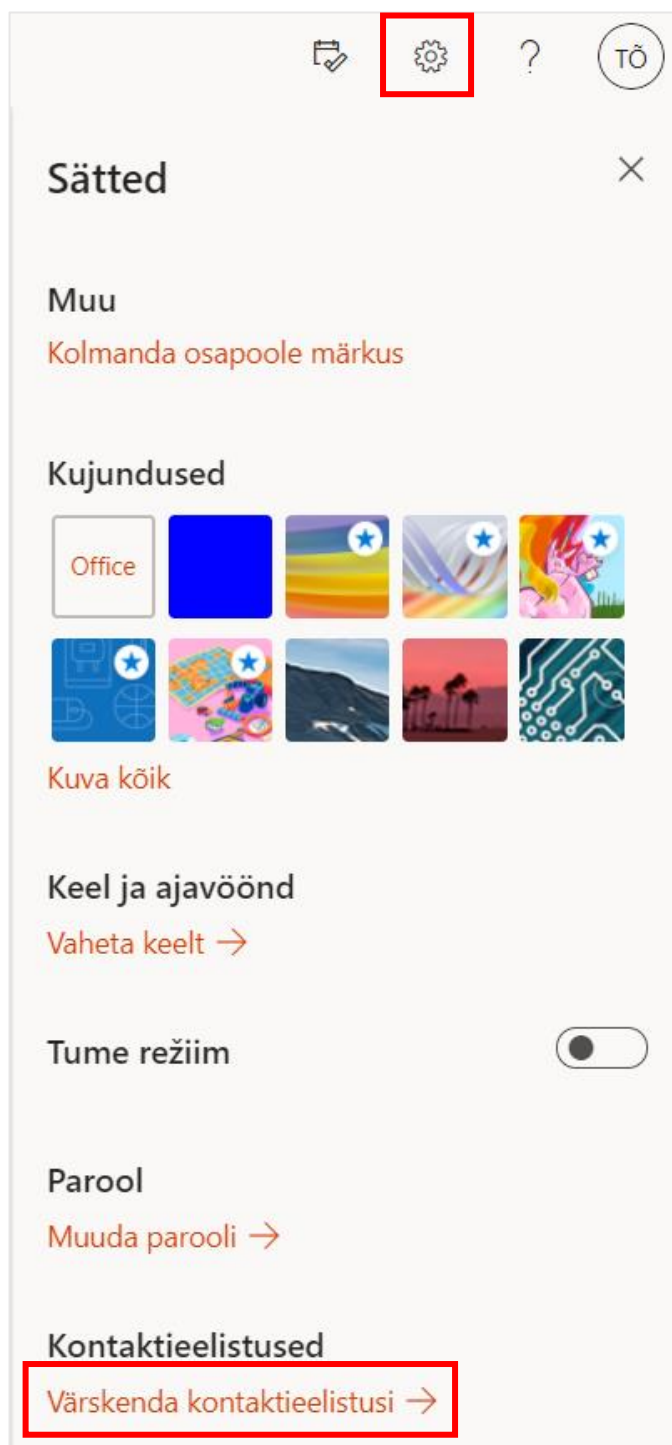 ?
TÕ
Sätted
Muu
Kolmanda osapoole märkus
Kujundused
Office
Kuva kõik
Keel ja ajavöönd
Vaheta keelt →
Tume režiim
Parool
Muuda parooli →
Kontaktieelistused
Värskenda kontaktieelistusi →